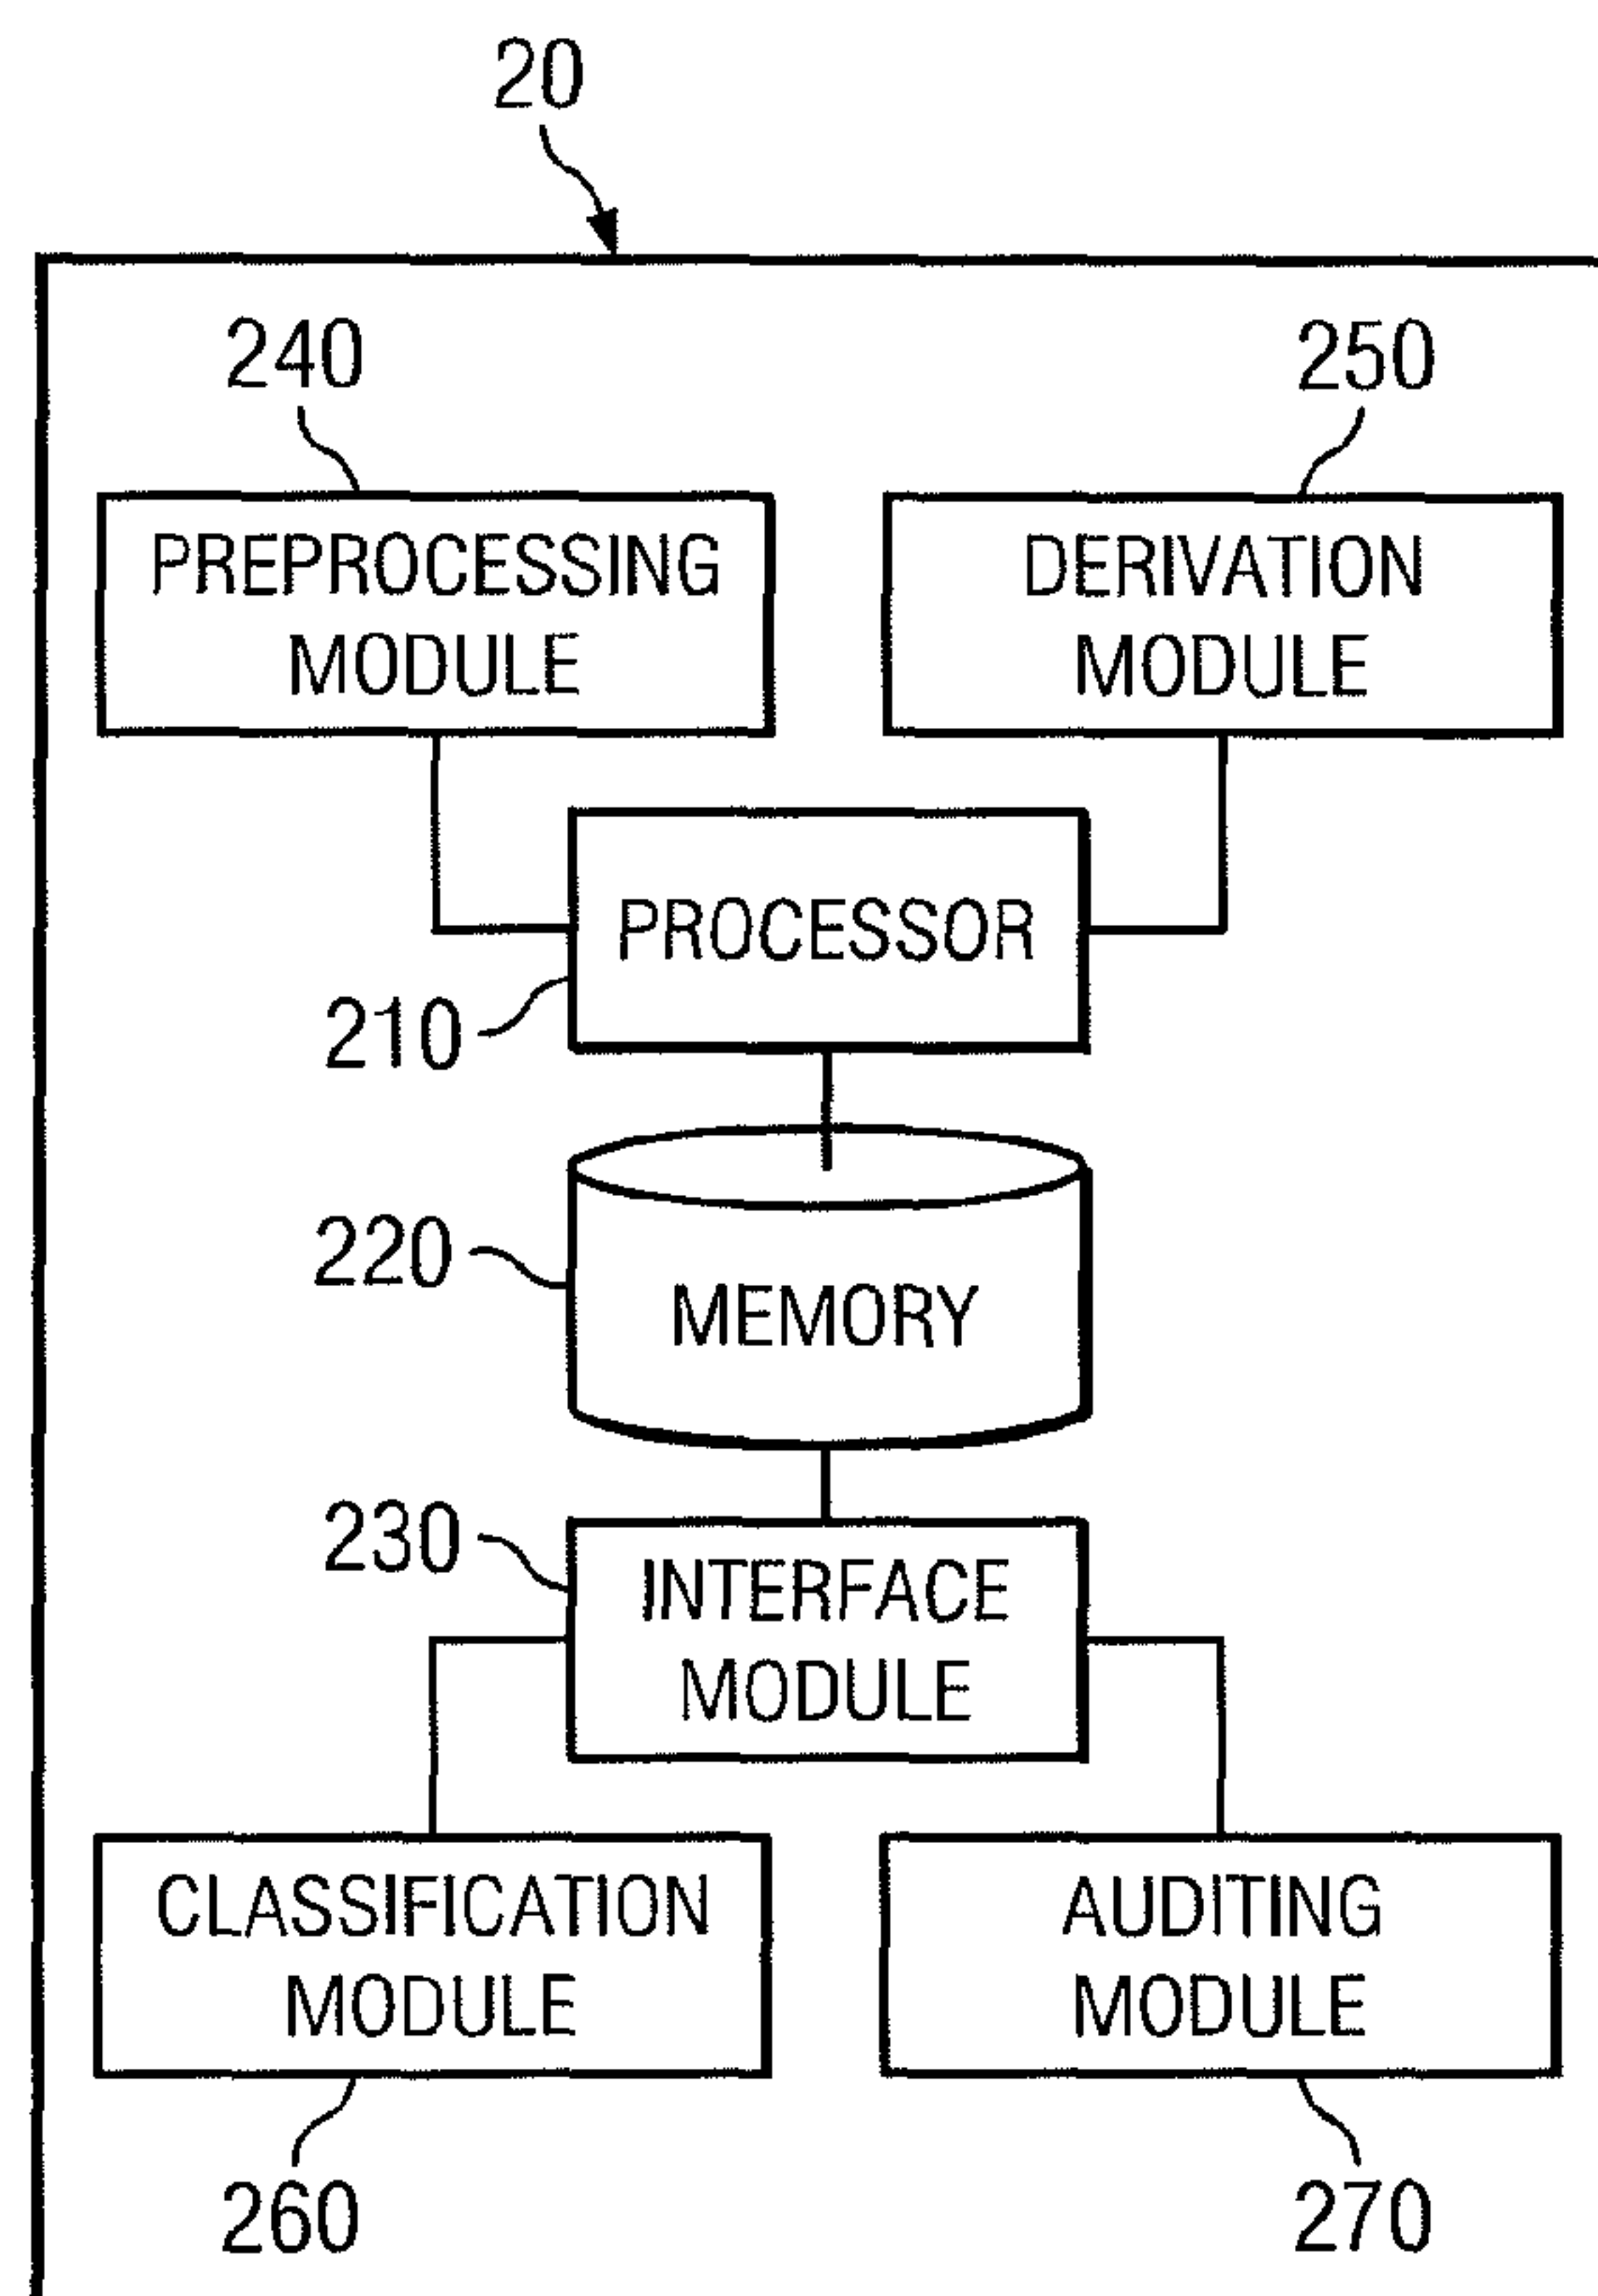 20
240
250
PREPROCESSING
MODULE
DERIVATION
MODULE
PROCESSOR
210
220
MEMORY
230
INTERFACE
MODULE
CLASSIFICATION
MODULE
AUDITING
MODULE
260
270